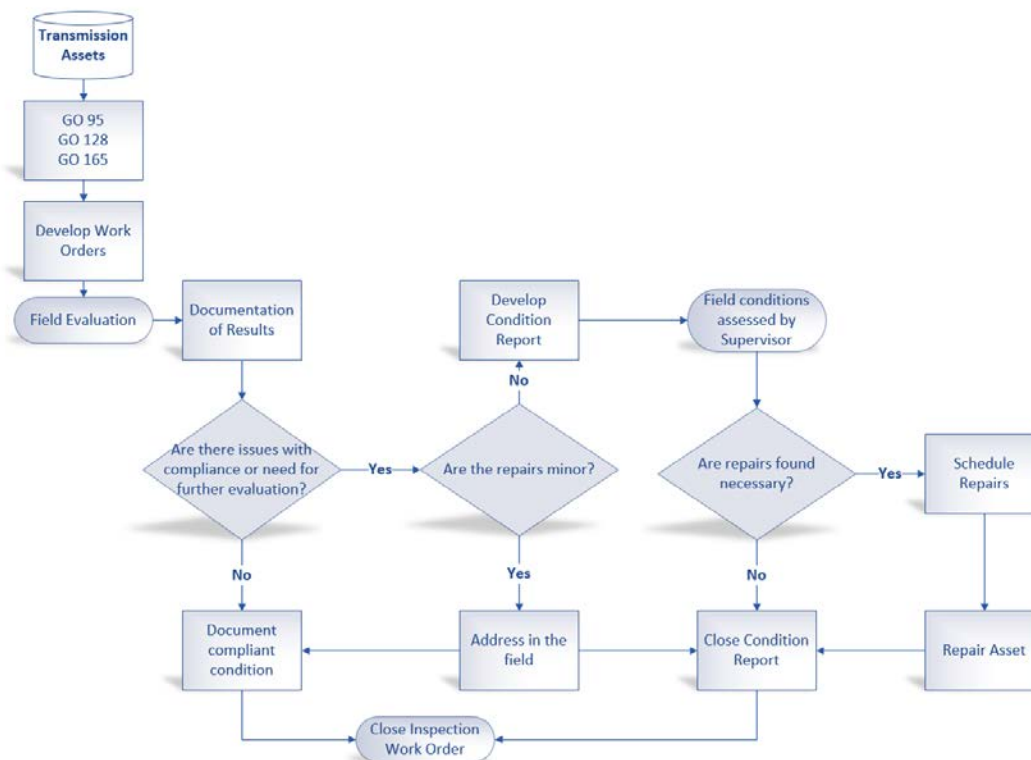 Transmission
Assets
GO 95
GO 128
GO 165
Develop Work
Orders
Field Evaluation
Documentation
of Results
Develop
Condition
Report
Field conditions
assessed by
Supervisor
No
Are there issues with
compliance or need for
further evaluation?
Yes
Are the repairs minor?
Are repairs found
necessary?
Yes
Schedule
Repairs
No
Yes
No
Document
compliant
condition
Address in the
field
Close Condition
Report
Repair Asset
Close Inspection
Work Order